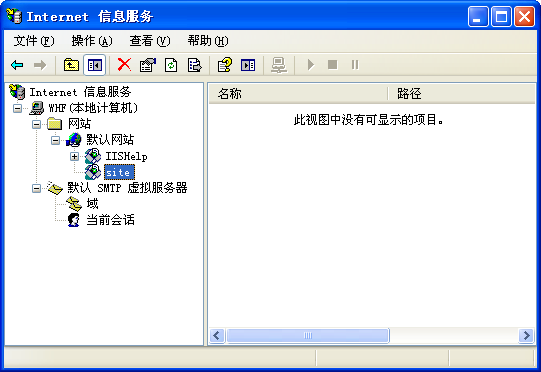 Internet 信息服务
文件(F) 操作(A) 查看(V) 帮助(H)
Internet 信息服务
WHF(本地计算机)
网站
默认网站
IISHelp
site
默认 SMTP 虚拟服务器
域
当前会话
名称 路径
此视图中没有可显示的项目。